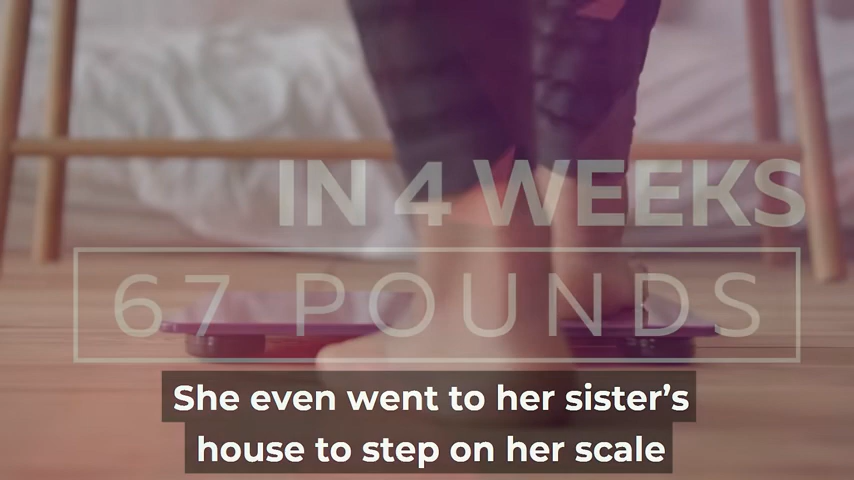 IN 4 WEEKS
67 POUNDS
She even went to her sister’s
house to step on her scale